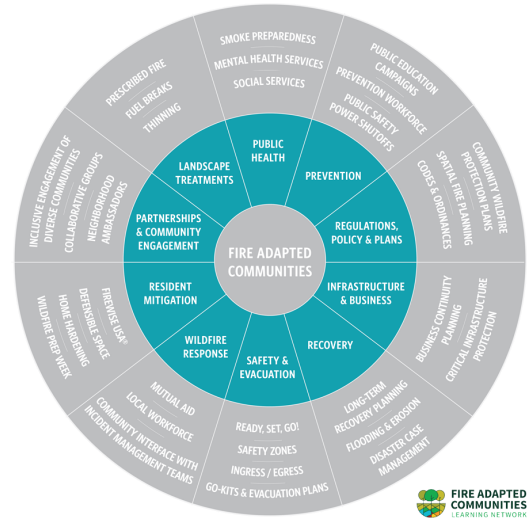 FIRE ADAPTED
COMMUNITIES
PUBLIC
HEALTH
SMOKE PREPAREDNESS
MENTAL HEALTH SERVICES
SOCIAL SERVICES
PREVENTION
PUBLIC EDUCATION
CAMPAIGNS
PREVENTION WORKFORCE
PUBLIC SAFETY
POWER SHUTOFFS
REGULATIONS,
POLICY & PLANS
COMMUNITY WILDFIRE
PROTECTION PLANS
SPATIAL FIRE PLANNING
CODES & ORDINANCES
INFRASTRUCTURE
& BUSINESS
BUSINESS CONTINUITY
PLANNING
CRITICAL INFRASTRUCTURE
PROTECTION
RECOVERY
LONG-TERM
RECOVERY PLANNING
FLOODING & EROSION
DISASTER CASE
MANAGEMENT
SAFETY &
EVACUATION
READY, SET, GO!
SAFETY ZONES
INGRESS / EGRESS
GO-KITS & EVACUATION PLANS
WILDFIRE
RESPONSE
MUTUAL AID
LOCAL WORKFORCE
COMMUNITY INTERFACE WITH
INCIDENT MANAGEMENT TEAMS
RESIDENT
MITIGATION
FIREWISE USA®
DEFENSIBLE SPACE
HOME HARDENING
WILDFIRE PREP WEEK
PARTNERSHIPS
& COMMUNITY
ENGAGEMENT
INCLUSIVE ENGAGEMENT OF
DIVERSE COMMUNITIES
COLLABORATIVE GROUPS
NEIGHBORHOOD
AMBASSADORS
LANDSCAPE
TREATMENTS
PRESCRIBED FIRE
FUEL BREAKS
THINNING
FIRE ADAPTED
COMMUNITIES
LEARNING NETWORK